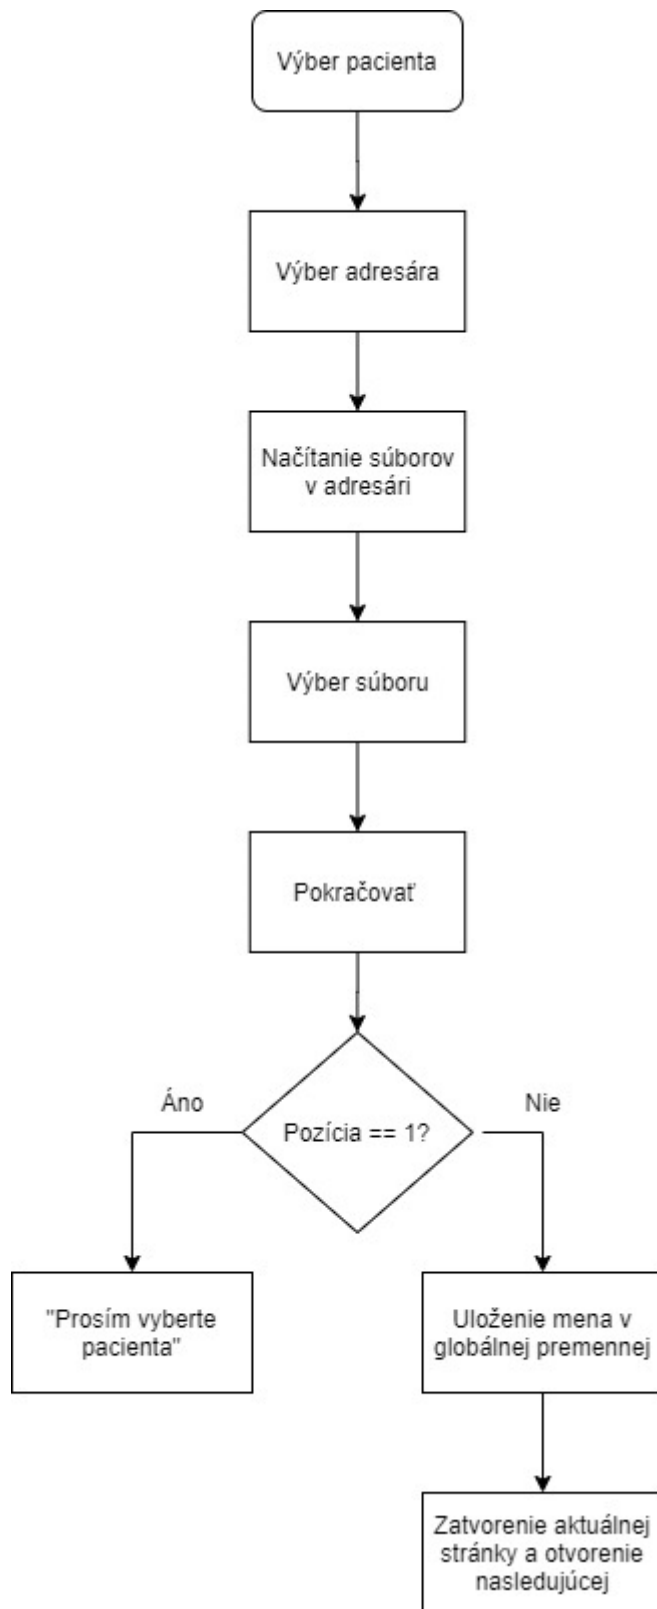 Výber pacienta
Výber adresára
Načítanie súborov
v adresári
Výber súboru
Pokračovať
Áno
Nie
Pozícia == 1?
"Prosím vyberte
pacienta"
Uloženie mena v
globálnej premennej
Zatvorenie aktuálnej
stránky a otvorenie
nasledujúcej